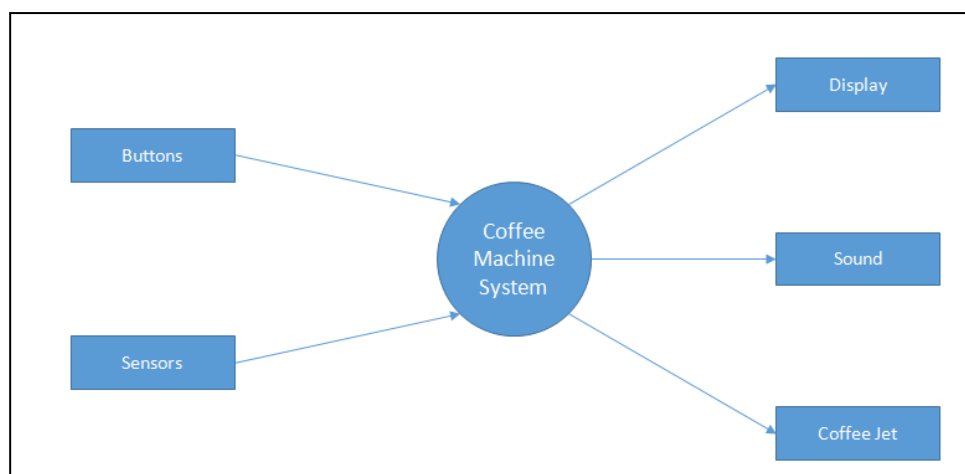 Display
Buttons
Coffee
Machine
System
Sound
Sensors
Coffee Jet